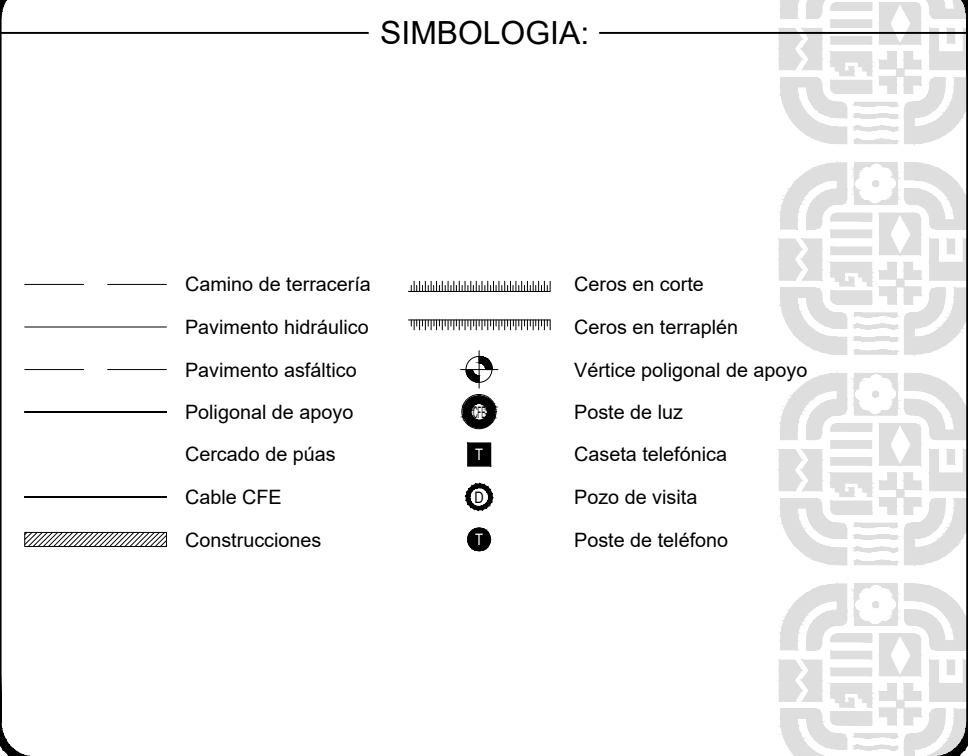 SIMBOLOGIA:
Camino de terracería
Pavimento hidráulico
Pavimento asfáltico
Poligonal de apoyo
Cercado de púas
Cable CFE
Construcciones
Ceros en corte
Ceros en terraplén
Vértice poligonal de apoyo
CFE Poste de luz
T Caseta telefónica
D Pozo de visita
T Poste de teléfono